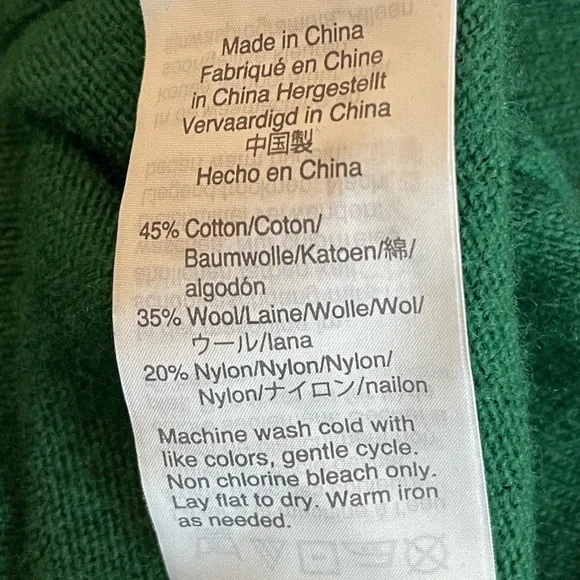 Made in China
Fabriqué en Chine
in China Hergestellt
Vervaardigd in China
中国製
Hecho en China
45% Cotton/Coton/
Baumwolle/Katoen/綿/
algodón
35% Wool/Laine/Wolle/Wol/
ウール/lana
20% Nylon/Nylon/Nylon/
Nylon/ナイロン/nailon
Machine wash cold with
like colors, gentle cycle.
Non chlorine bleach only.
Lay flat to dry. Warm iron
as needed.